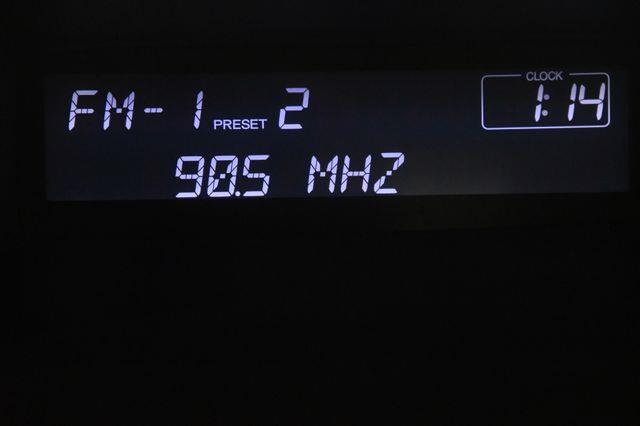 CLOCK
FM-1 PRESET 2 1:14
90.5 MHZ